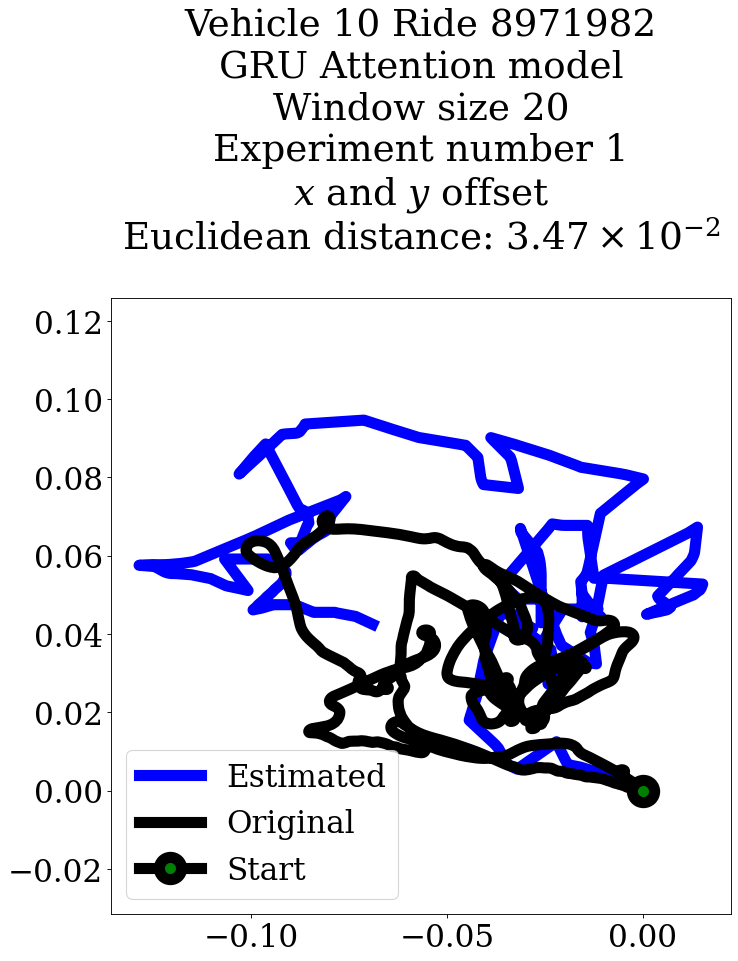 Vehicle 10 Ride 8971982
GRU Attention model
Window size 20
Experiment number 1
x and y offset
Euclidean distance: 3.47 × 10⁻²
0.12
0.10
0.08
0.06
0.04
0.02
0.00
−0.02
Estimated
Original
Start
−0.10 −0.05 0.00